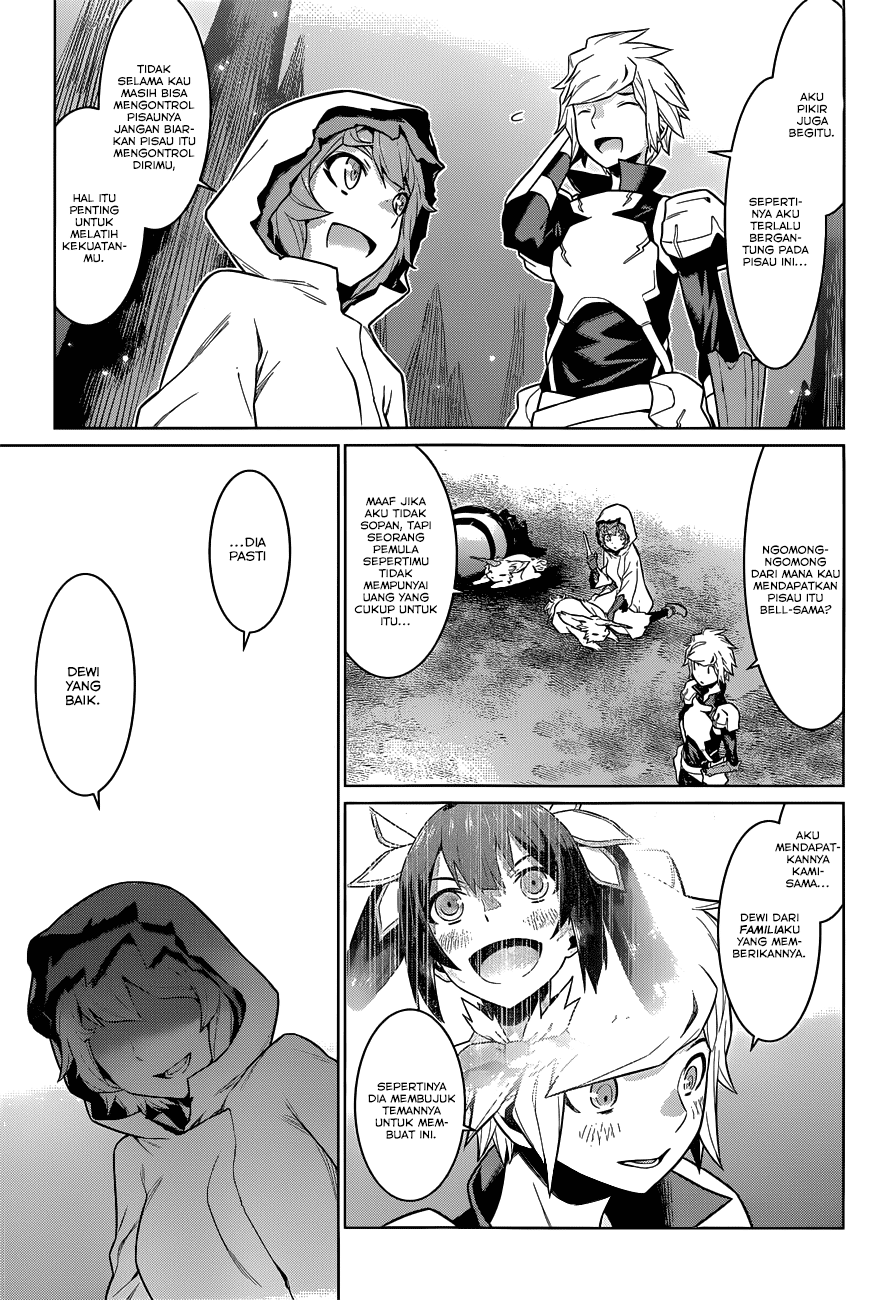 AKU
PIKIR
JUGA
BEGITU.
SEPERTI-
NYA AKU
TERLALU
BERGAN-
TUNG PADA
PISAU INI...
TIDAK
SELAMA KAU
MASIH BISA
MENGONTROL
PISAUNYA
JANGAN BIAR-
KAN PISAU ITU
MENGONTROL
DIRIMU,
HAL ITU
PENTING
UNTUK
MELATIH
KEKUATAN-
MU.
NGOMONG-
NGOMONG
DARI MANA KAU
MENDAPATKAN
PISAU ITU
BELL-SAMA?
MAAF JIKA
AKU TIDAK
SOPAN, TAPI
SEORANG
PEMULA
SEPERTIMU
TIDAK
MEMPUNYAI
UANG YANG
CUKUP UNTUK
ITU...
AKU
MENDAPAT-
KANNYA
KAMI-
SAMA...
DEWI DARI
FAMILIAKU
YANG MEM-
BERIKANNYA.
SEPERTINYA
DIA MEMBUJUK
TEMANNYA
UNTUK MEM-
BUAT INI.
...DIA
PASTI
DEWI
YANG
BAIK.